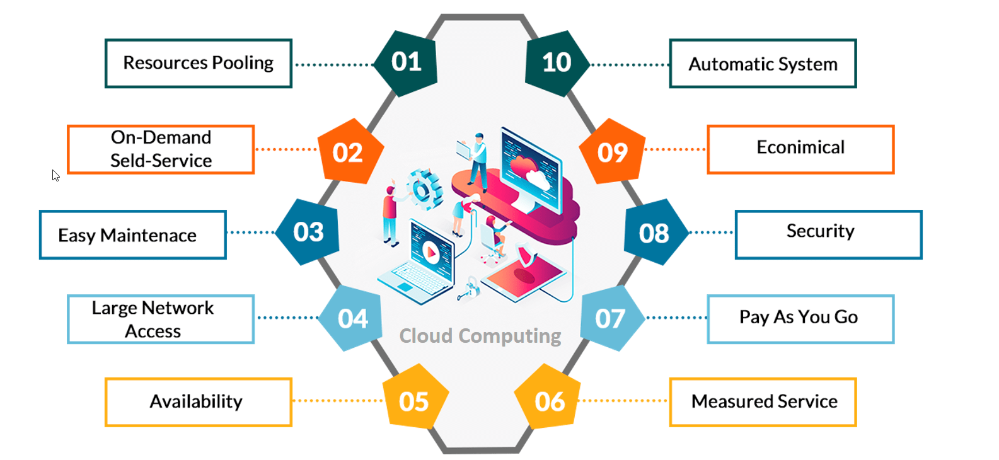 01
Resources Pooling
02
On-Demand
Seld-Service
03
Easy Maintenace
04
Large Network
Access
05
Availability
10
Automatic System
09
Econimical
08
Security
07
Pay As You Go
06
Measured Service
Cloud Computing